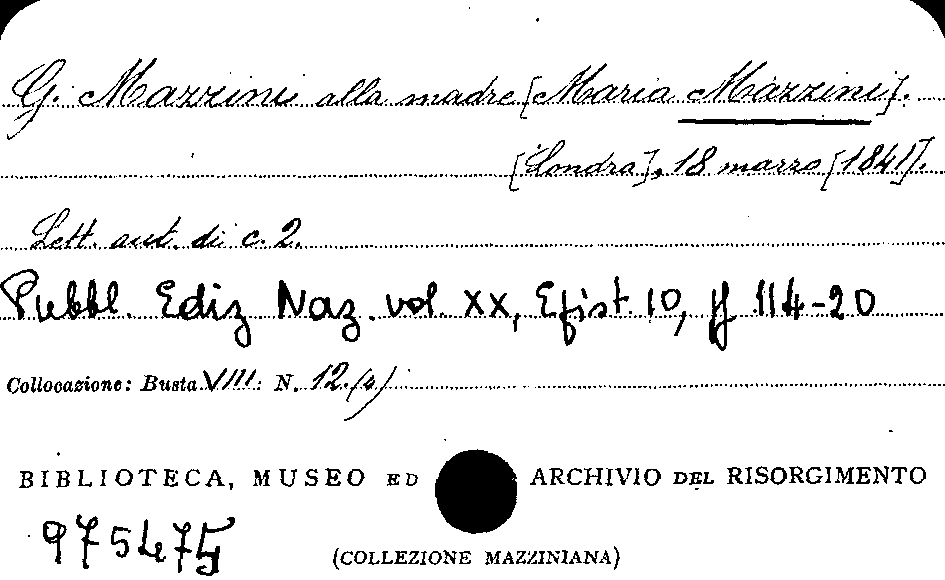 G. Mazzini alla madre [Maria Mazzini].
[Londra], 18 marzo [1841].
Lett. aut. di c. 2.
Pubbl. Ediz Naz. vol. XX, Epist. 10, pp 114-20
Collocazione: Busta VIII: N. 12.(4)
BIBLIOTECA, MUSEO ED ARCHIVIO DEL RISORGIMENTO
975475
(COLLEZIONE MAZZINIANA)